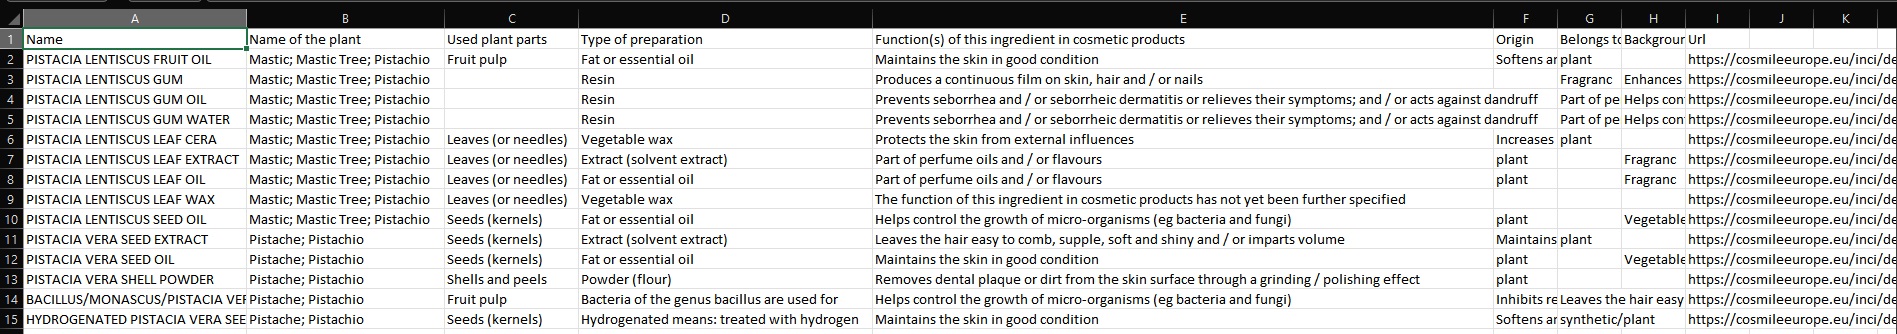 A B C D E F G H I J K
1 Name Name of the plant Used plant parts Type of preparation Function(s) of this ingredient in cosmetic products Origin Belongs to Backgroun Url
2 PISTACIA LENTISCUS FRUIT OIL Mastic; Mastic Tree; Pistachio Fruit pulp Fat or essential oil Maintains the skin in good condition Softens an plant https://cosmileeurope.eu/inci/de
3 PISTACIA LENTISCUS GUM Mastic; Mastic Tree; Pistachio Resin Produces a continuous film on skin, hair and / or nails Fragranc Enhances https://cosmileeurope.eu/inci/de
4 PISTACIA LENTISCUS GUM OIL Mastic; Mastic Tree; Pistachio Resin Prevents seborrhea and / or seborrheic dermatitis or relieves their symptoms; and / or acts against dandruff Part of pe Helps con https://cosmileeurope.eu/inci/de
5 PISTACIA LENTISCUS GUM WATER Mastic; Mastic Tree; Pistachio Resin Prevents seborrhea and / or seborrheic dermatitis or relieves their symptoms; and / or acts against dandruff Part of pe Helps con https://cosmileeurope.eu/inci/de
6 PISTACIA LENTISCUS LEAF CERA Mastic; Mastic Tree; Pistachio Leaves (or needles) Vegetable wax Protects the skin from external influences Increases plant https://cosmileeurope.eu/inci/de
7 PISTACIA LENTISCUS LEAF EXTRACT Mastic; Mastic Tree; Pistachio Leaves (or needles) Extract (solvent extract) Part of perfume oils and / or flavours plant Fragranc https://cosmileeurope.eu/inci/de
8 PISTACIA LENTISCUS LEAF OIL Mastic; Mastic Tree; Pistachio Leaves (or needles) Fat or essential oil Part of perfume oils and / or flavours plant Fragranc https://cosmileeurope.eu/inci/de
9 PISTACIA LENTISCUS LEAF WAX Mastic; Mastic Tree; Pistachio Leaves (or needles) Vegetable wax The function of this ingredient in cosmetic products has not yet been further specified https://cosmileeurope.eu/inci/de
10 PISTACIA LENTISCUS SEED OIL Mastic; Mastic Tree; Pistachio Seeds (kernels) Fat or essential oil Helps control the growth of micro-organisms (eg bacteria and fungi) plant Vegetable https://cosmileeurope.eu/inci/de
11 PISTACIA VERA SEED EXTRACT Pistache; Pistachio Seeds (kernels) Extract (solvent extract) Leaves the hair easy to comb, supple, soft and shiny and / or imparts volume Maintains plant https://cosmileeurope.eu/inci/de
12 PISTACIA VERA SEED OIL Pistache; Pistachio Seeds (kernels) Fat or essential oil Maintains the skin in good condition plant Vegetable https://cosmileeurope.eu/inci/de
13 PISTACIA VERA SHELL POWDER Pistache; Pistachio Shells and peels Powder (flour) Removes dental plaque or dirt from the skin surface through a grinding / polishing effect plant https://cosmileeurope.eu/inci/de
14 BACILLUS/MONASCUS/PISTACIA VER Pistache; Pistachio Fruit pulp Bacteria of the genus bacillus are used for Helps control the growth of micro-organisms (eg bacteria and fungi) Inhibits re Leaves the hair easy https://cosmileeurope.eu/inci/de
15 HYDROGENATED PISTACIA VERA SEE Pistache; Pistachio Seeds (kernels) Hydrogenated means: treated with hydrogen Maintains the skin in good condition Softens an synthetic/plant https://cosmileeurope.eu/inci/de